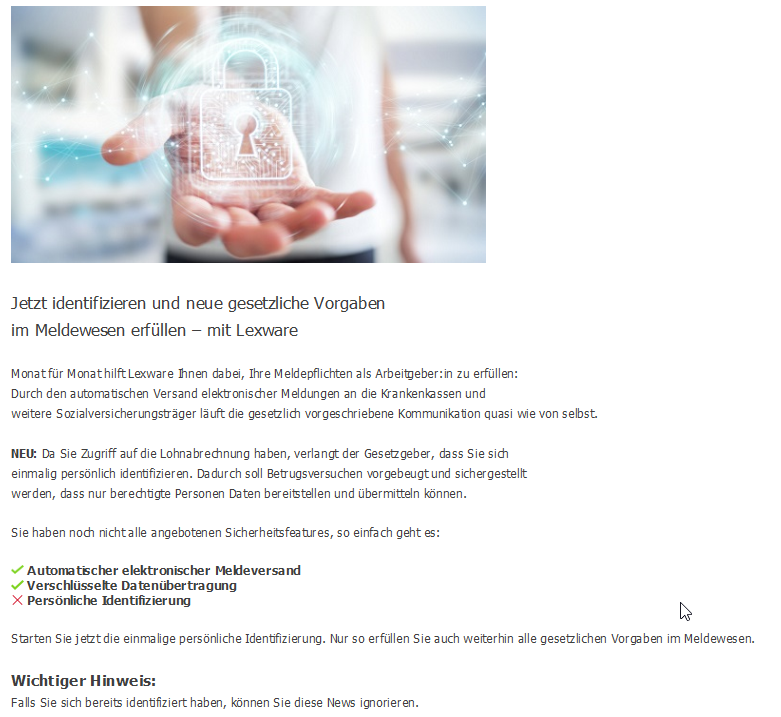 Jetzt identifizieren und neue gesetzliche Vorgaben
im Meldewesen erfüllen – mit Lexware
Monat für Monat hilft Lexware Ihnen dabei, Ihre Meldepflichten als Arbeitgeber:in zu erfüllen:
Durch den automatischen Versand elektronischer Meldungen an die Krankenkassen und
weitere Sozialversicherungsträger läuft die gesetzlich vorgeschriebene Kommunikation quasi wie von selbst.
NEU: Da Sie Zugriff auf die Lohnabrechnung haben, verlangt der Gesetzgeber, dass Sie sich
einmalig persönlich identifizieren. Dadurch soll Betrugsversuchen vorgebeugt und sichergestellt
werden, dass nur berechtigte Personen Daten bereitstellen und übermitteln können.
Sie haben noch nicht alle angebotenen Sicherheitsfeatures, so einfach geht es:
Automatischer elektronischer Meldeversand
Verschlüsselte Datenübertragung
Persönliche Identifizierung
Starten Sie jetzt die einmalige persönliche Identifizierung. Nur so erfüllen Sie auch weiterhin alle gesetzlichen Vorgaben im Meldewesen.
Wichtiger Hinweis:
Falls Sie sich bereits identifiziert haben, können Sie diese News ignorieren.